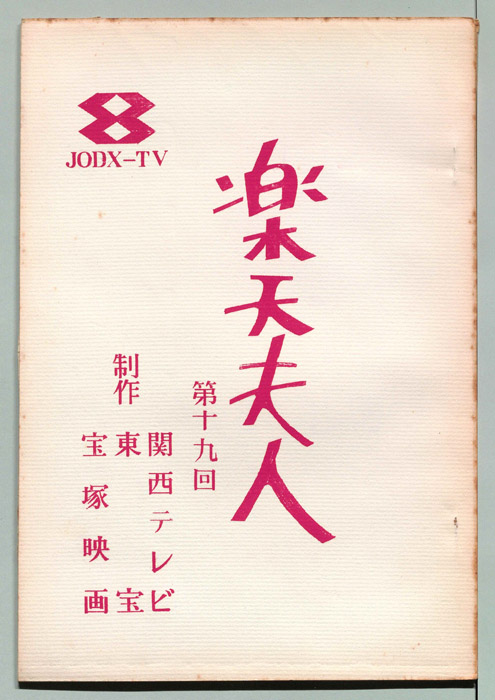 JODX-TV
楽天夫人
第十九回
制作
関西テレビ
東宝
宝塚映画